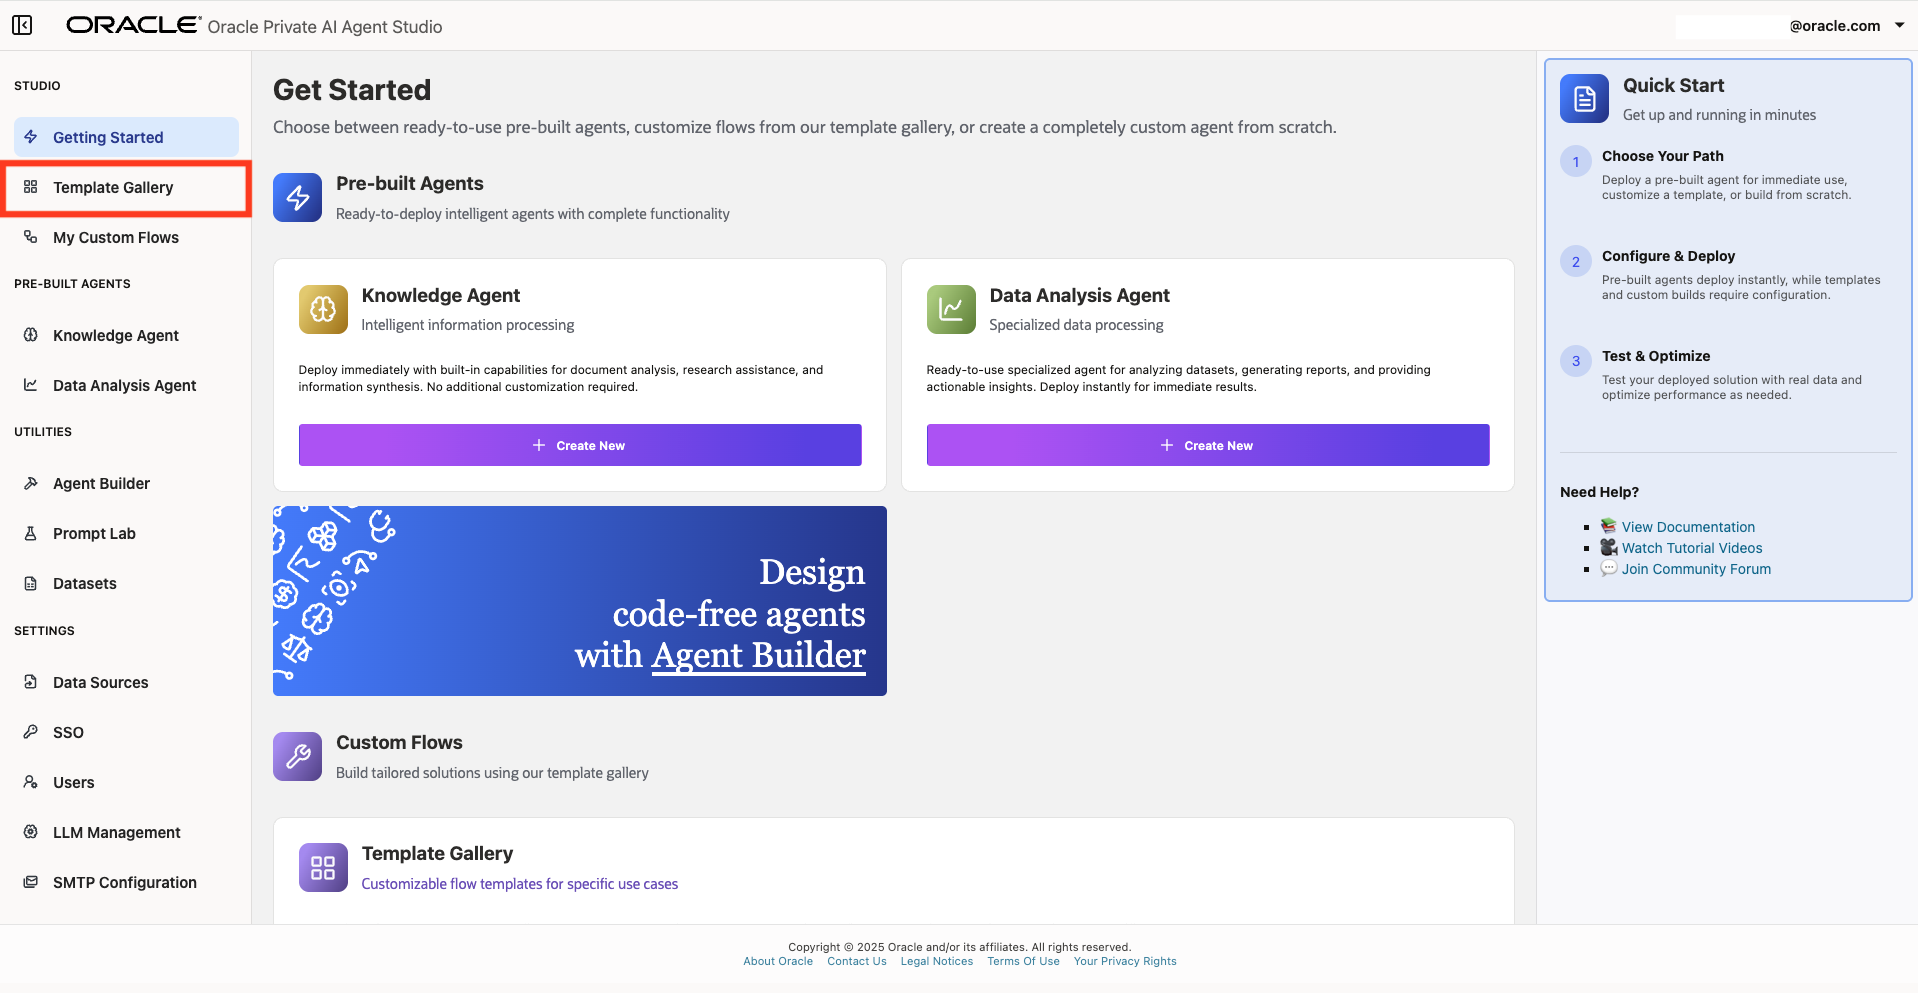 ORACLE Oracle Private AI Agent Studio
@oracle.com
STUDIO
Getting Started
Template Gallery
My Custom Flows
PRE-BUILT AGENTS
Knowledge Agent
Data Analysis Agent
UTILITIES
Agent Builder
Prompt Lab
Datasets
SETTINGS
Data Sources
SSO
Users
LLM Management
SMTP Configuration
Get Started
Choose between ready-to-use pre-built agents, customize flows from our template gallery, or create a completely custom agent from scratch.
Pre-built Agents
Ready-to-deploy intelligent agents with complete functionality
Knowledge Agent
Intelligent information processing
Deploy immediately with built-in capabilities for document analysis, research assistance, and
information synthesis. No additional customization required.
Create New
Data Analysis Agent
Specialized data processing
Ready-to-use specialized agent for analyzing datasets, generating reports, and providing
actionable insights. Deploy instantly for immediate results.
Create New
Design
code-free agents
with Agent Builder
Custom Flows
Build tailored solutions using our template gallery
Template Gallery
Customizable flow templates for specific use cases
Quick Start
Get up and running in minutes
1
Choose Your Path
Deploy a pre-built agent for immediate use,
customize a template, or build from scratch.
2
Configure & Deploy
Pre-built agents deploy instantly, while templates
and custom builds require configuration.
3
Test & Optimize
Test your deployed solution with real data and
optimize performance as needed.
Need Help?
View Documentation
Watch Tutorial Videos
Join Community Forum
Copyright © 2025 Oracle and/or its affiliates. All rights reserved.
About Oracle Contact Us Legal Notices Terms Of Use Your Privacy Rights